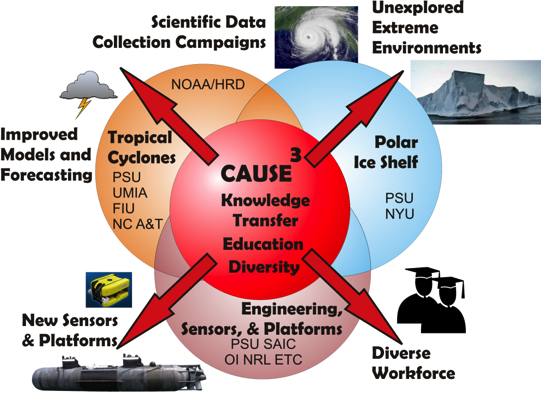 Scientific Data
Collection Campaigns
Unexplored
Extreme
Environments
NOAA/HRD
Improved
Models and
Forecasting
Tropical
Cyclones
PSU
UMIA
FIU
NC A&T
CAUSE³
Knowledge
Transfer
Education
Diversity
Polar
Ice Shelf
PSU
NYU
New Sensors
& Platforms
Engineering,
Sensors, & Platforms
PSU SAIC
OI NRL ETC
Diverse
Workforce